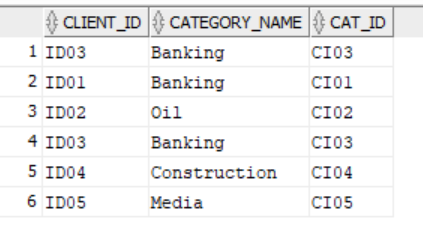 CLIENT_ID CATEGORY_NAME CAT_ID
1 ID03 Banking CI03
2 ID01 Banking CI01
3 ID02 Oil CI02
4 ID03 Banking CI03
5 ID04 Construction CI04
6 ID05 Media CI05